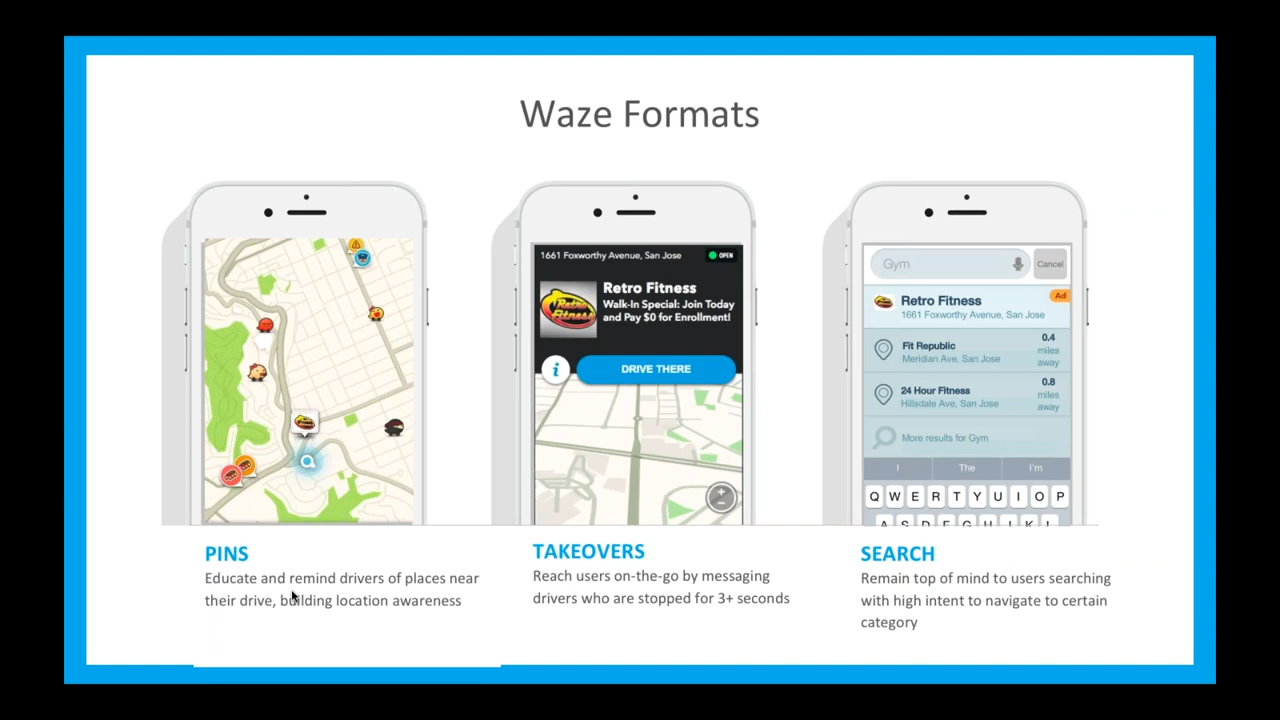 Waze Formats
1661 Foxworthy Avenue, San Jose
OPEN
Retro Fitness
Walk-In Special: Join Today
and Pay $0 for Enrollment!
Retro
Fitness
i
DRIVE THERE
Gym
Cancel
Retro Fitness
Ad
1661 Foxworthy Avenue, San Jose
Fit Republic
Meridian Ave, San Jose
0.4
miles
away
24 Hour Fitness
Hillsdale Ave, San Jose
0.8
miles
away
More results for Gym
I The I'm
Q W E R T Y U I O P
A S D F G H J K L
PINS
Educate and remind drivers of places near
their drive, building location awareness
TAKEOVERS
Reach users on-the-go by messaging
drivers who are stopped for 3+ seconds
SEARCH
Remain top of mind to users searching
with high intent to navigate to certain
category